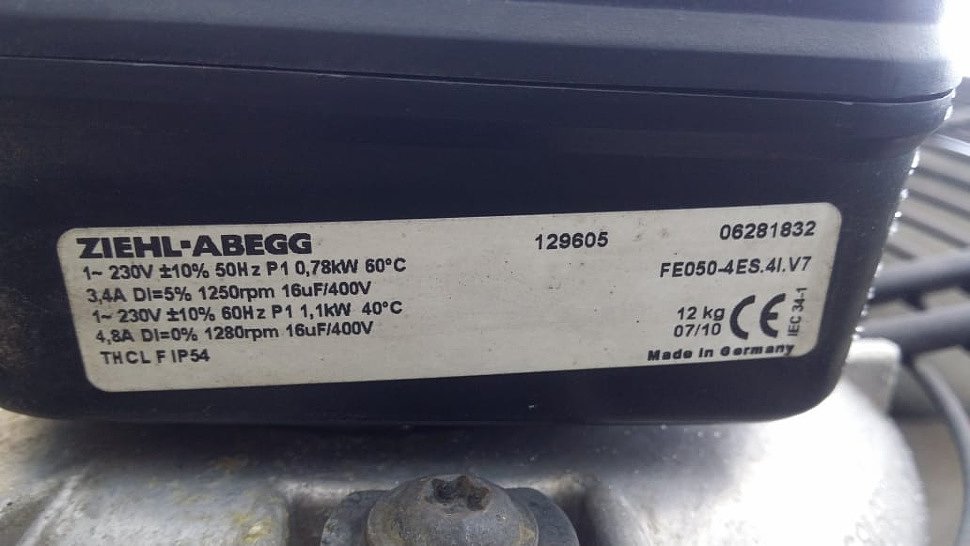 ZIEHL-ABEGG 129605 06281832
1~ 230V ±10% 50Hz P1 0,78kW 60°C FE050-4ES.4I.V7
3,4A DI=5% 1250rpm 16uF/400V
1~ 230V ±10% 60Hz P1 1,1kW 40°C 12 kg
4,8A DI=0% 1280rpm 16uF/400V 07/10 CE IEC 34-1
THCL F IP54 Made in Germany